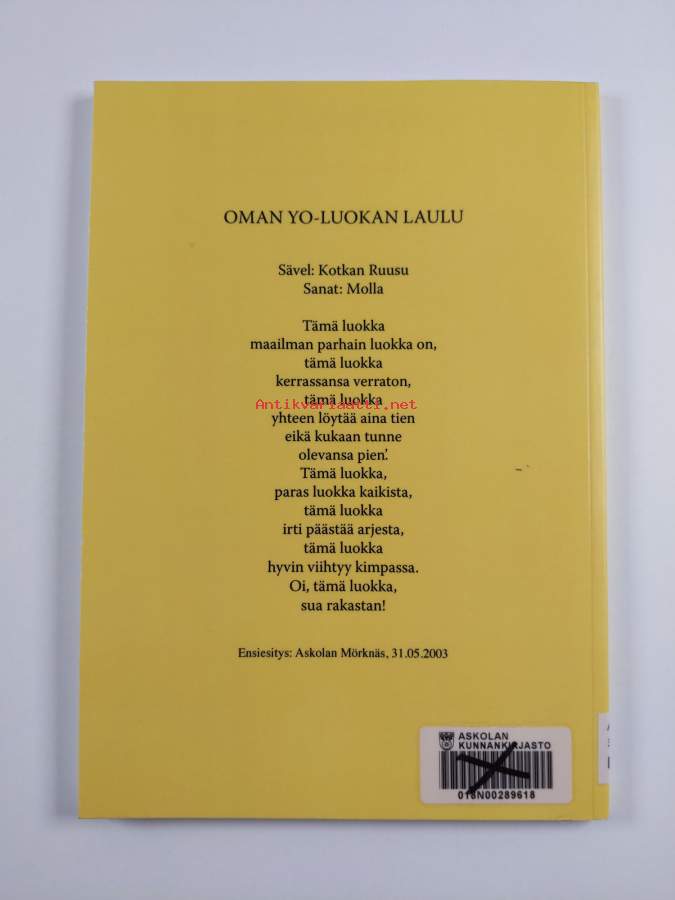 OMAN YO-LUOKAN LAULU
Sävel: Kotkan Ruusu
Sanat: Molla
Tämä luokka
maailman parhain luokka on,
tämä luokka
kerrassansa verraton,
tämä luokka
Antikvariaatti.net
yhteen löytää aina tien
eikä kukaan tunne
olevansa pien'.
Tämä luokka,
paras luokka kaikista,
tämä luokka
irti päästää arjesta,
tämä luokka
hyvin viihtyy kimpassa.
Oi, tämä luokka,
sua rakastan!
Ensiesitys: Askolan Mörknäs, 31.05.2003
ASKOLAN
KUNNANKIRJASTO
018N00289618